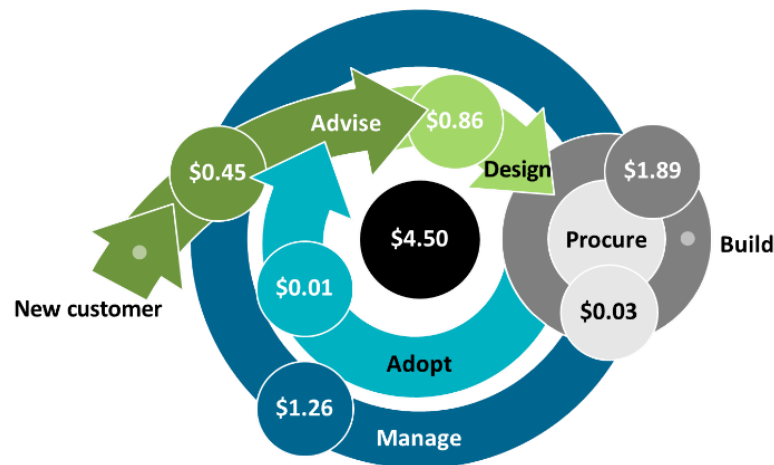 Advise
$0.86
$0.45
Design
$1.89
$4.50
Procure
Build
New customer
$0.01
$0.03
Adopt
$1.26
Manage